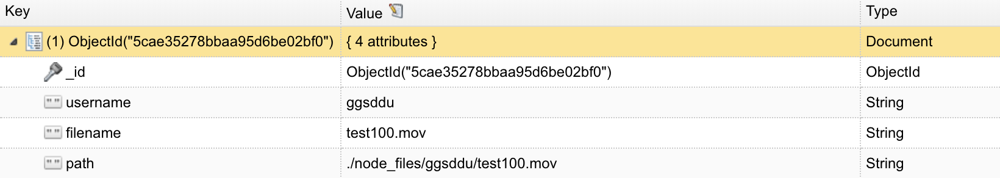 Key Value Type
(1) ObjectId("5cae35278bbaa95d6be02bf0") { 4 attributes } Document
_id ObjectId("5cae35278bbaa95d6be02bf0") ObjectId
username ggsddu String
filename test100.mov String
path ./node_files/ggsddu/test100.mov String